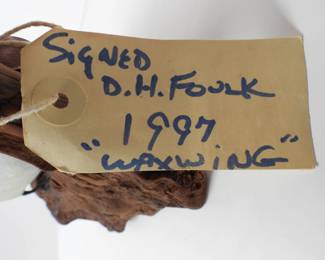 SIGNED
D.H. FOULK
1997
"WAXWING"